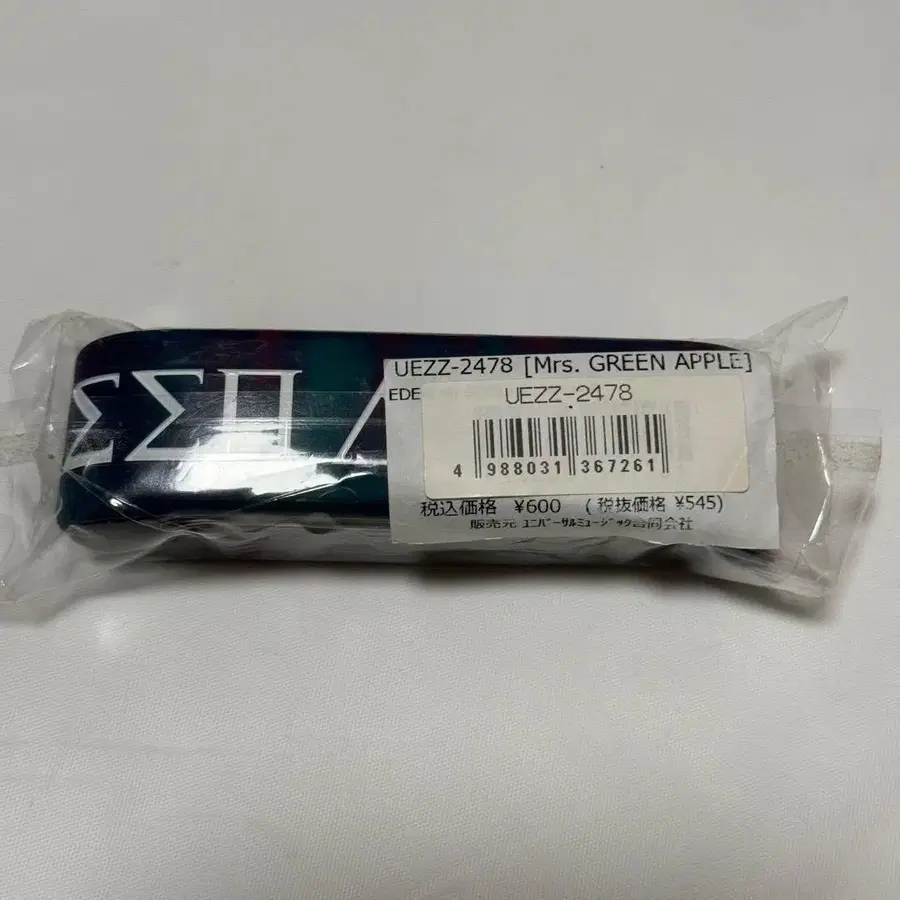 ΣΣΠΛ
UEZZ-2478 [Mrs. GREEN APPLE]
EDE
UEZZ-2478
4 988031 367261
税込価格 ¥600 (税抜価格 ¥545)
販売元 ユニバーサルミュージック合同会社